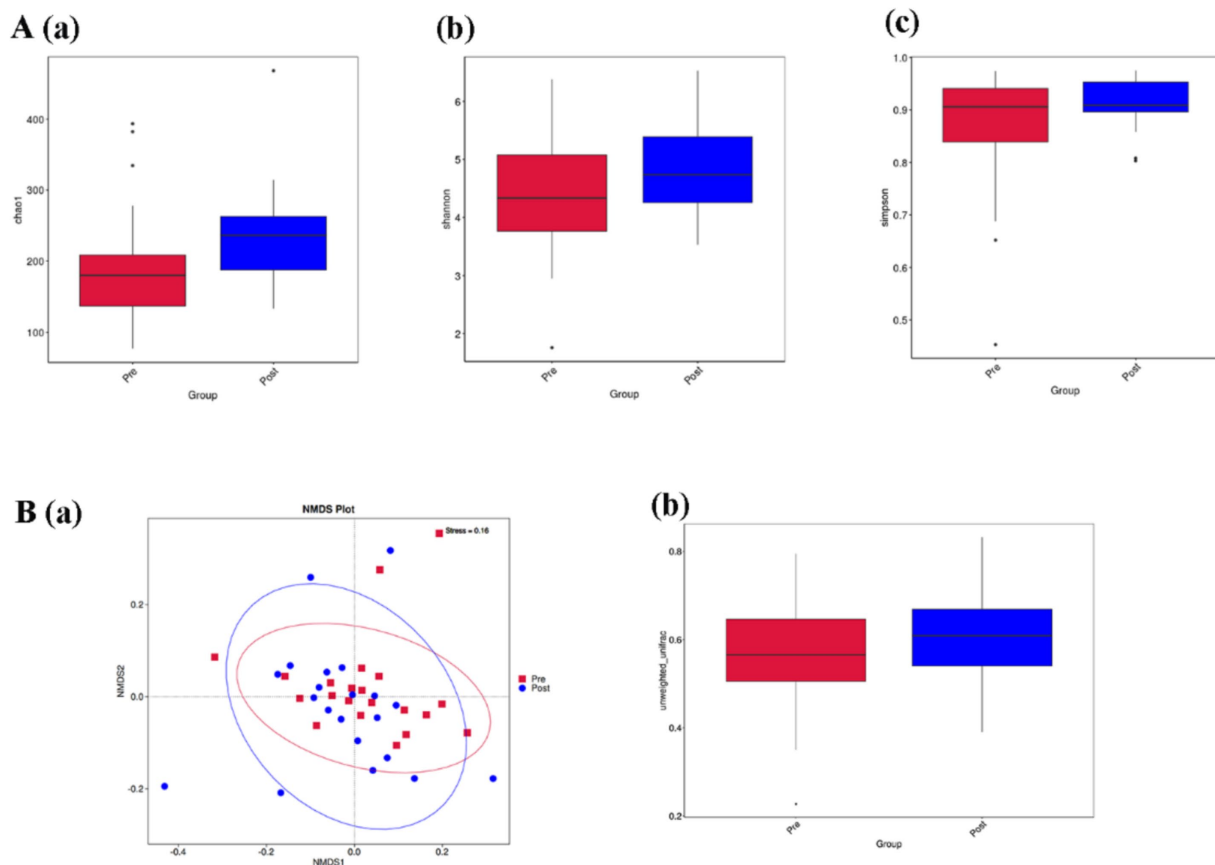 A (a)
chao1
400
300
200
100
Pre
Post
Group
(b)
shannon
6
5
4
3
2
Pre
Post
Group
(c)
simpson
1.0
0.9
0.8
0.7
0.6
0.5
Pre
Post
Group
B (a)
NMDS Plot
Stress = 0.16
NMDS2
0.2
0.0
-0.2
-0.4
-0.2
0.0
0.2
NMDS1
Pre
Post
(b)
unweighted_unifrac
0.8
0.6
0.4
0.2
Pre
Post
Group